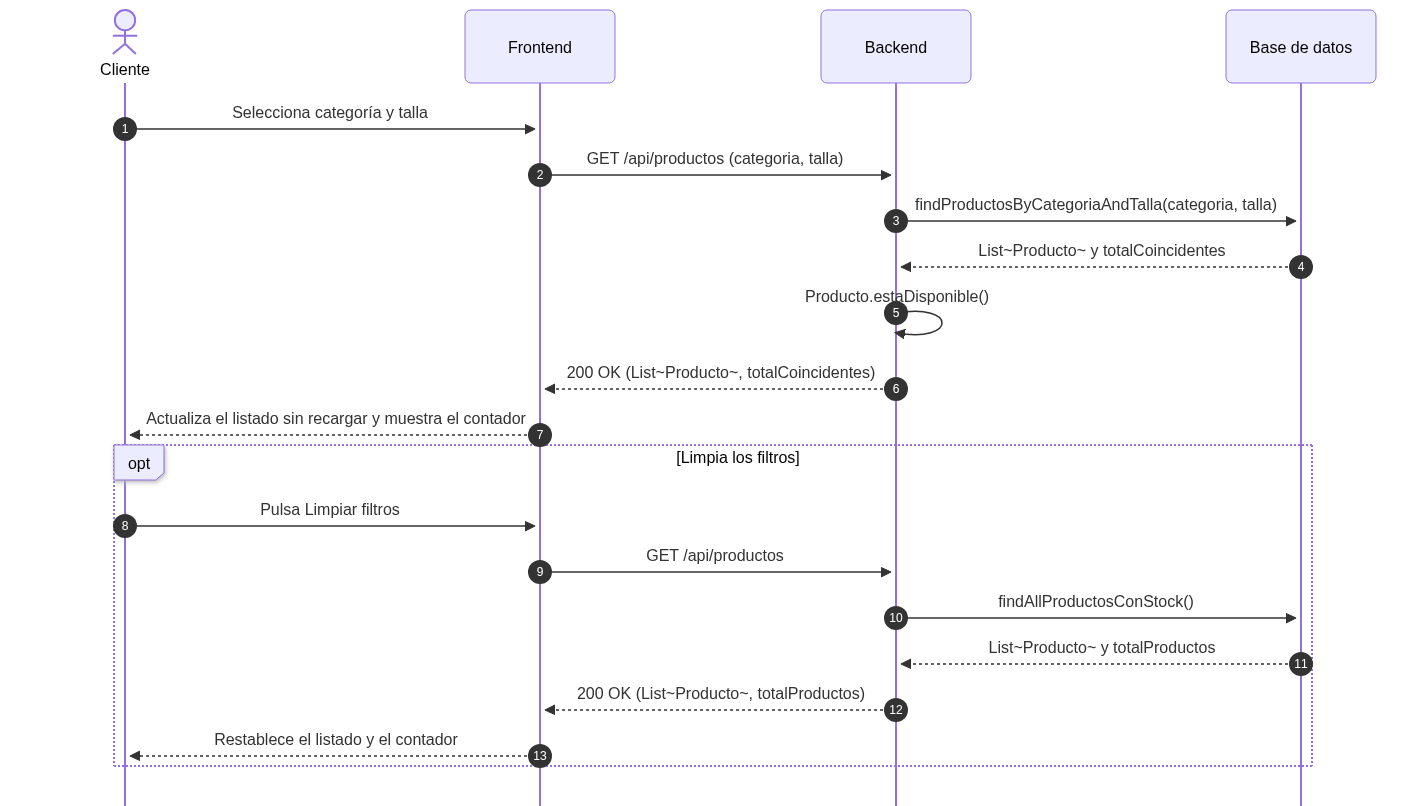 Cliente
Frontend
Backend
Base de datos
Selecciona categoría y talla
1
GET /api/productos (categoria, talla)
2
findProductosByCategoriaAndTalla(categoria, talla)
3
List~Producto~ y totalCoincidentes
4
Producto.estaDisponible()
5
200 OK (List~Producto~, totalCoincidentes)
6
Actualiza el listado sin recargar y muestra el contador
7
opt
[Limpia los filtros]
Pulsa Limpiar filtros
8
GET /api/productos
9
findAllProductosConStock()
10
List~Producto~ y totalProductos
11
200 OK (List~Producto~, totalProductos)
12
Restablece el listado y el contador
13